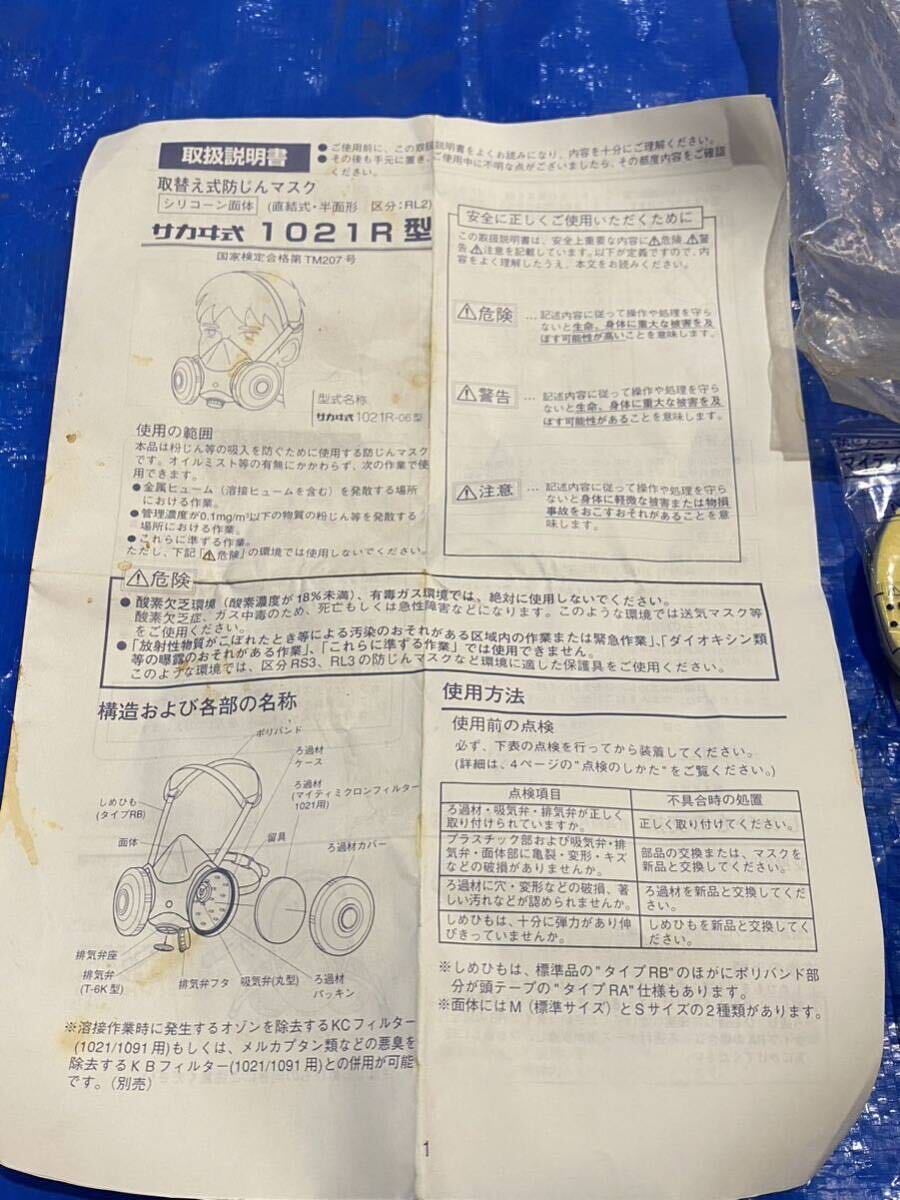 取扱説明書
●ご使用前に、この取扱説明書をよくお読みになり、内容を十分にご理解ください。
●その後も手元に置き、ご使用中に不明な点がございましたら、その都度内容をご確認
ください。
取替え式防じんマスク
シリコーン面体 (直結式・半面形 区分:RL2)
サカヰ式 1021R 型
国家検定合格第TM207号
型式名称
サカヰ式1021R-06型
使用の範囲
本品は粉じん等の吸入を防ぐために使用する防じんマスク
です。オイルミスト等の有無にかかわらず、次の作業で使
用できます。
●金属ヒューム(溶接ヒュームを含む)を発散する場所
における作業。
●管理濃度が0.1mg/m³以下の物質の粉じん等を発散する
場所における作業。
●これらに準ずる作業。
ただし、下記「⚠危険」の環境では使用しないでください。
安全に正しくご使用いただくために
この取扱説明書は、安全上重要な内容に⚠危険、⚠警
告、⚠注意を記載しています。以下が定義ですので、内
容をよく理解したうえ、本文をお読みください。
⚠危険 …記述内容に従って操作や処理を守ら
ないと生命、身体に重大な被害を及
ぼす可能性が高いことを意味します。
⚠警告 …記述内容に従って操作や処理を守ら
ないと生命、身体に重大な被害を及
ぼす可能性があることを意味します。
⚠注意 …記述内容に従って操作や処理を守ら
ないと身体に軽微な被害または物損
事故をおこすおそれがあることを意
味します。
⚠危険
●酸素欠乏環境(酸素濃度が18%未満)、有毒ガス環境では、絶対に使用しないでください。
酸素欠乏症、ガス中毒のため、死亡もしくは急性障害などになります。このような環境では送気マスク等
をご使用ください。
●「放射性物質がこぼれたとき等による汚染のおそれがある区域内の作業または緊急作業」、「ダイオキシン類
等の曝露のおそれがある作業」、「これらに準ずる作業」では使用できません。
このような環境では、区分RS3、RL3の防じんマスクなど環境に適した保護具をご使用ください。
構造および各部の名称
ポリバンド
ろ過材
ケース
ろ過材
(マイティミクロンフィルター
1021用)
しめひも
(タイプRB)
面体
留具
ろ過材カバー
排気弁座
排気弁
(T-6K型)
排気弁フタ
吸気弁(丸型)
ろ過材
パッキン
※溶接作業時に発生するオゾンを除去するKCフィルター
(1021/1091用)もしくは、メルカプタン類などの悪臭を
除去するKBフィルター(1021/1091用)との併用が可能
です。(別売)
使用方法
使用前の点検
必ず、下表の点検を行ってから装着してください。
(詳細は、4ページの"点検のしかた"をご覧ください。)
点検項目 不具合時の処置
ろ過材・吸気弁・排気弁が正しく
取り付けられていますか。
正しく取り付けてください。
プラスチック部および吸気弁・排
気弁・面体部に亀裂・変形・キズ
などの破損がありませんか。
部品の交換または、マスクを
新品と交換してください。
ろ過材に穴・変形などの破損、著
しい汚れなどが認められませんか。
ろ過材を新品と交換してくだ
さい。
しめひもは、十分に弾力があり伸
びきっていませんか。
しめひもを新品と交換してく
ださい。
※しめひもは、標準品の"タイプRB"のほかにポリバンド部
分が頭テープの"タイプRA"仕様もあります。
※面体にはM(標準サイズ)とSサイズの2種類があります。
1
マイティ